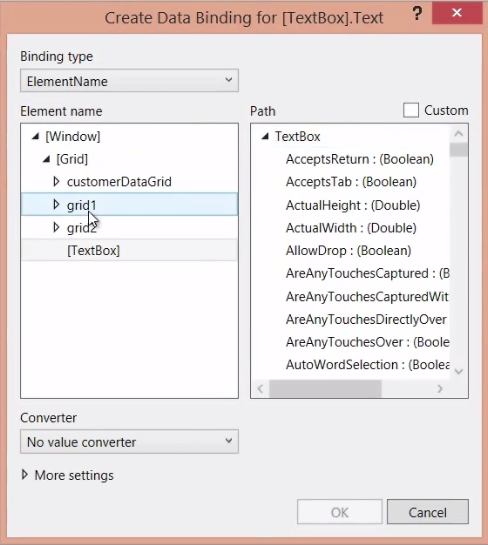 Create Data Binding for [TextBox].Text
?
Binding type
ElementName
Element name
[Window]
[Grid]
customerDataGrid
grid1
grid2
[TextBox]
Path
Custom
TextBox
AcceptsReturn : (Boolean)
AcceptsTab : (Boolean)
ActualHeight : (Double)
ActualWidth : (Double)
AllowDrop : (Boolean)
AreAnyTouchesCaptured : (B
AreAnyTouchesCapturedWit
AreAnyTouchesDirectlyOver
AreAnyTouchesOver : (Boole
AutoWordSelection : (Boolea
Converter
No value converter
More settings
OK
Cancel